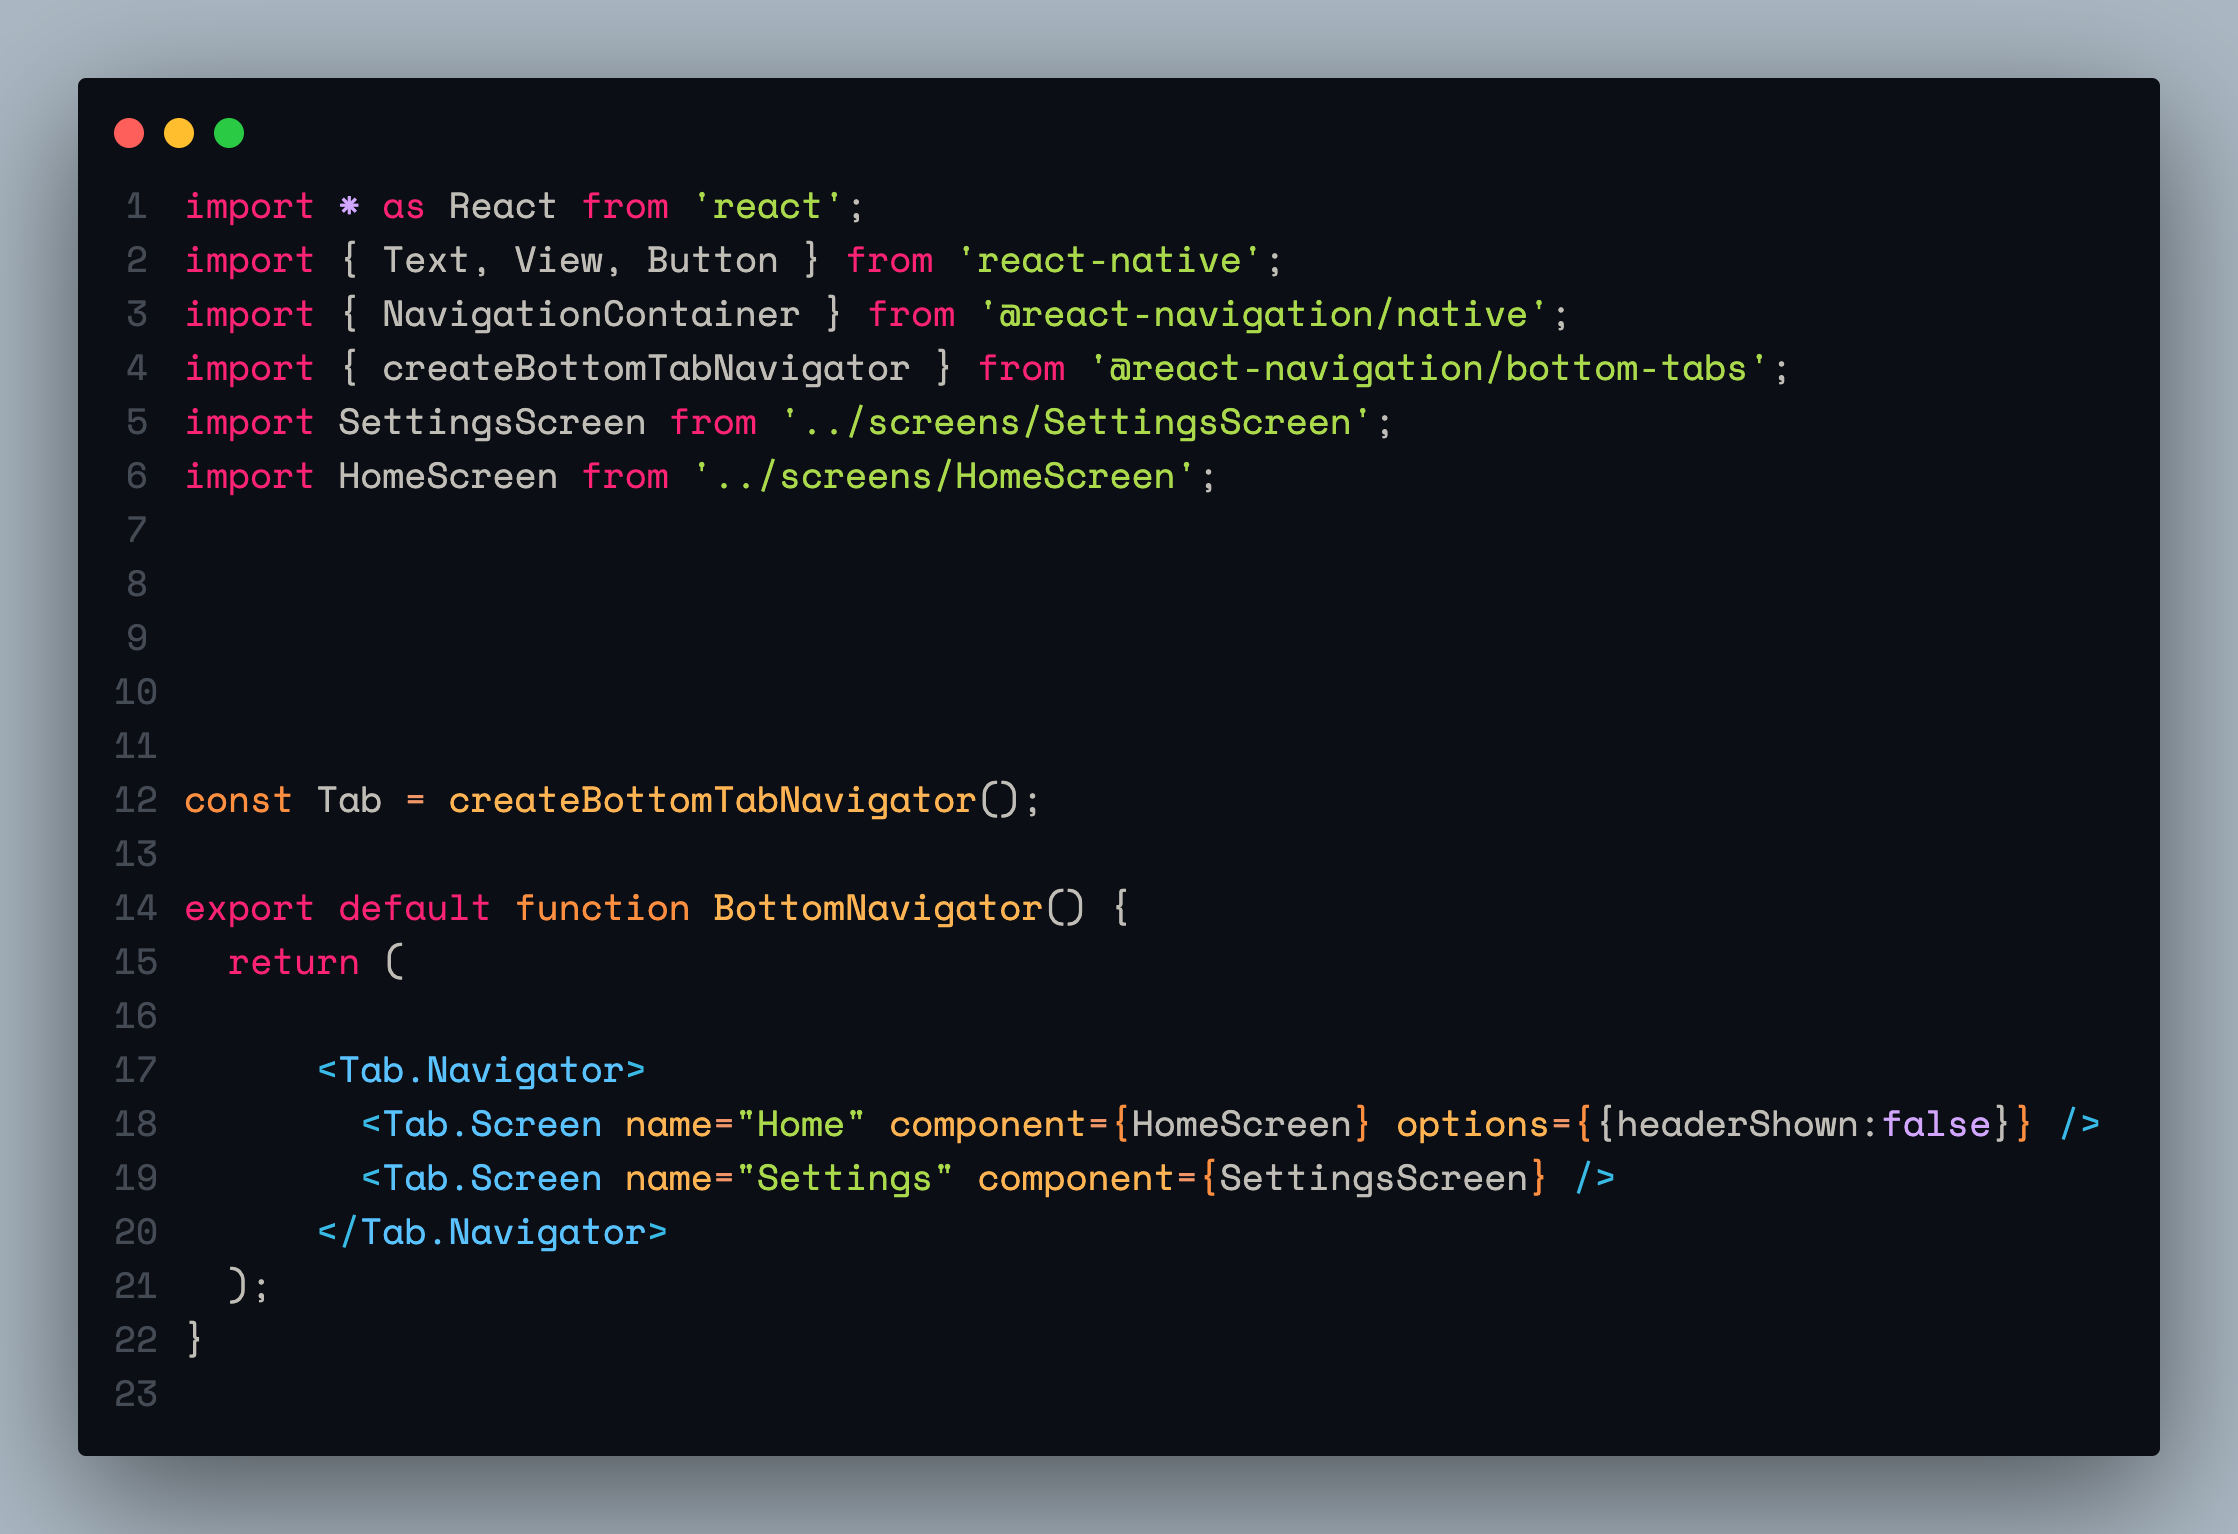 1 import * as React from 'react';
2 import { Text, View, Button } from 'react-native';
3 import { NavigationContainer } from '@react-navigation/native';
4 import { createBottomTabNavigator } from '@react-navigation/bottom-tabs';
5 import SettingsScreen from '../screens/SettingsScreen';
6 import HomeScreen from '../screens/HomeScreen';
7
8
9
10
11
12 const Tab = createBottomTabNavigator();
13
14 export default function BottomNavigator() {
15   return (
16
17       <Tab.Navigator>
18         <Tab.Screen name="Home" component={HomeScreen} options={{headerShown:false}} />
19         <Tab.Screen name="Settings" component={SettingsScreen} />
20       </Tab.Navigator>
21   );
22 }
23